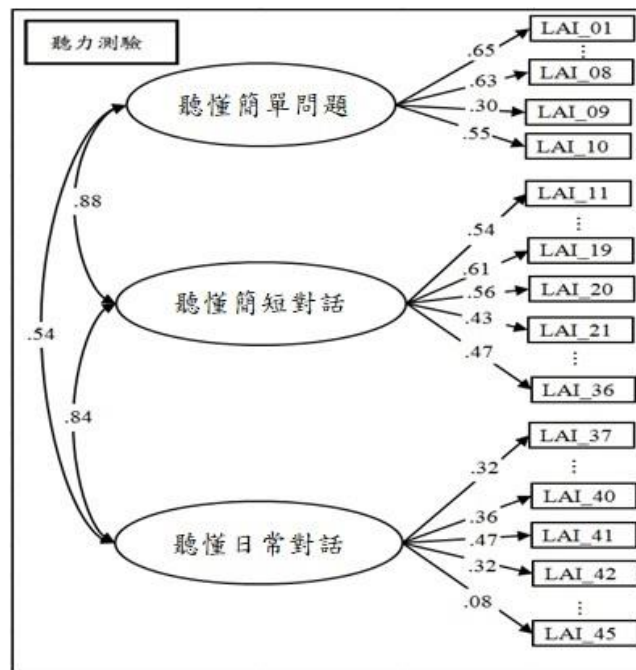 聽力測驗
LAI_01
⋮
.65
聽懂簡單問題
.63
LAI_08
.30
LAI_09
.55
LAI_10
.88
LAI_11
⋮
.54
LAI_19
聽懂簡短對話
.61
.56
LAI_20
.43
LAI_21
⋮
.47
LAI_36
.54
.84
LAI_37
⋮
.32
LAI_40
聽懂日常對話
.36
.47
LAI_41
.32
LAI_42
⋮
.08
LAI_45